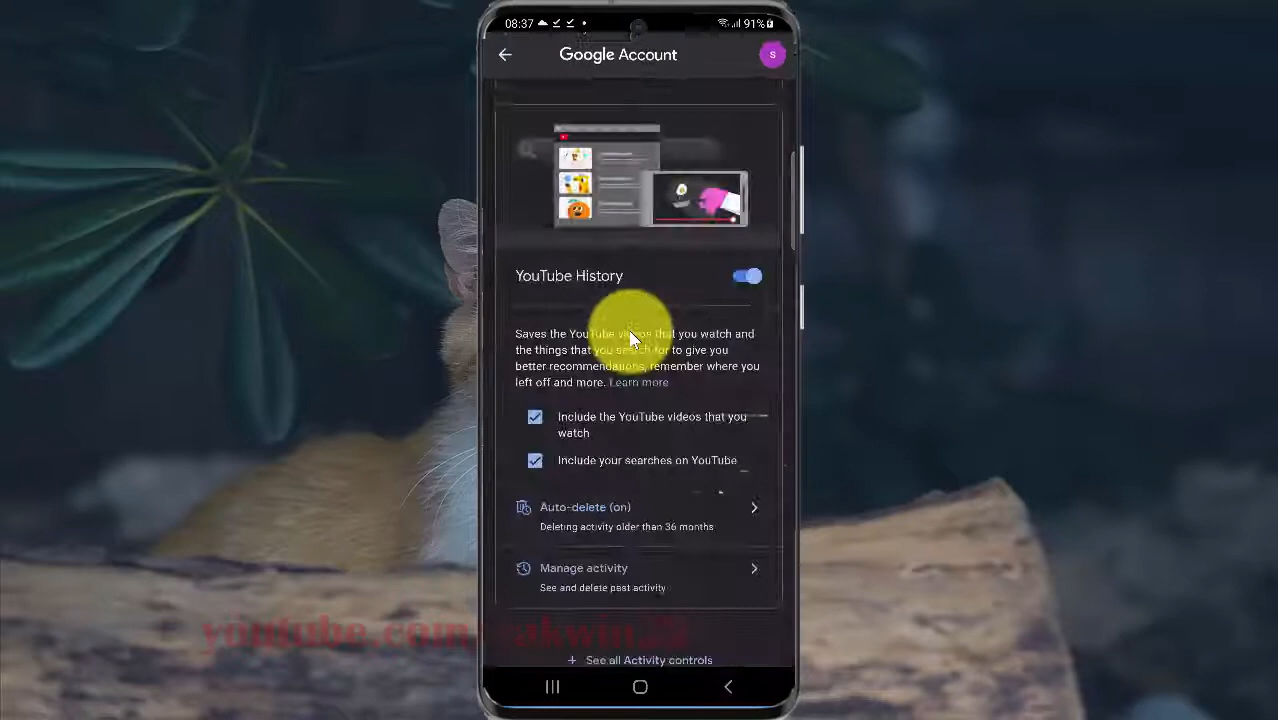 08:37
91%
Google Account
S
YouTube History
Saves the YouTube videos that you watch and
the things that you search for to give you
better recommendations, remember where you
left off and more. Learn more
Include the YouTube videos that you
watch
Include your searches on YouTube
Auto-delete (on)
Deleting activity older than 36 months
Manage activity
See and delete past activity
youtube.com
+ See all Activity controls